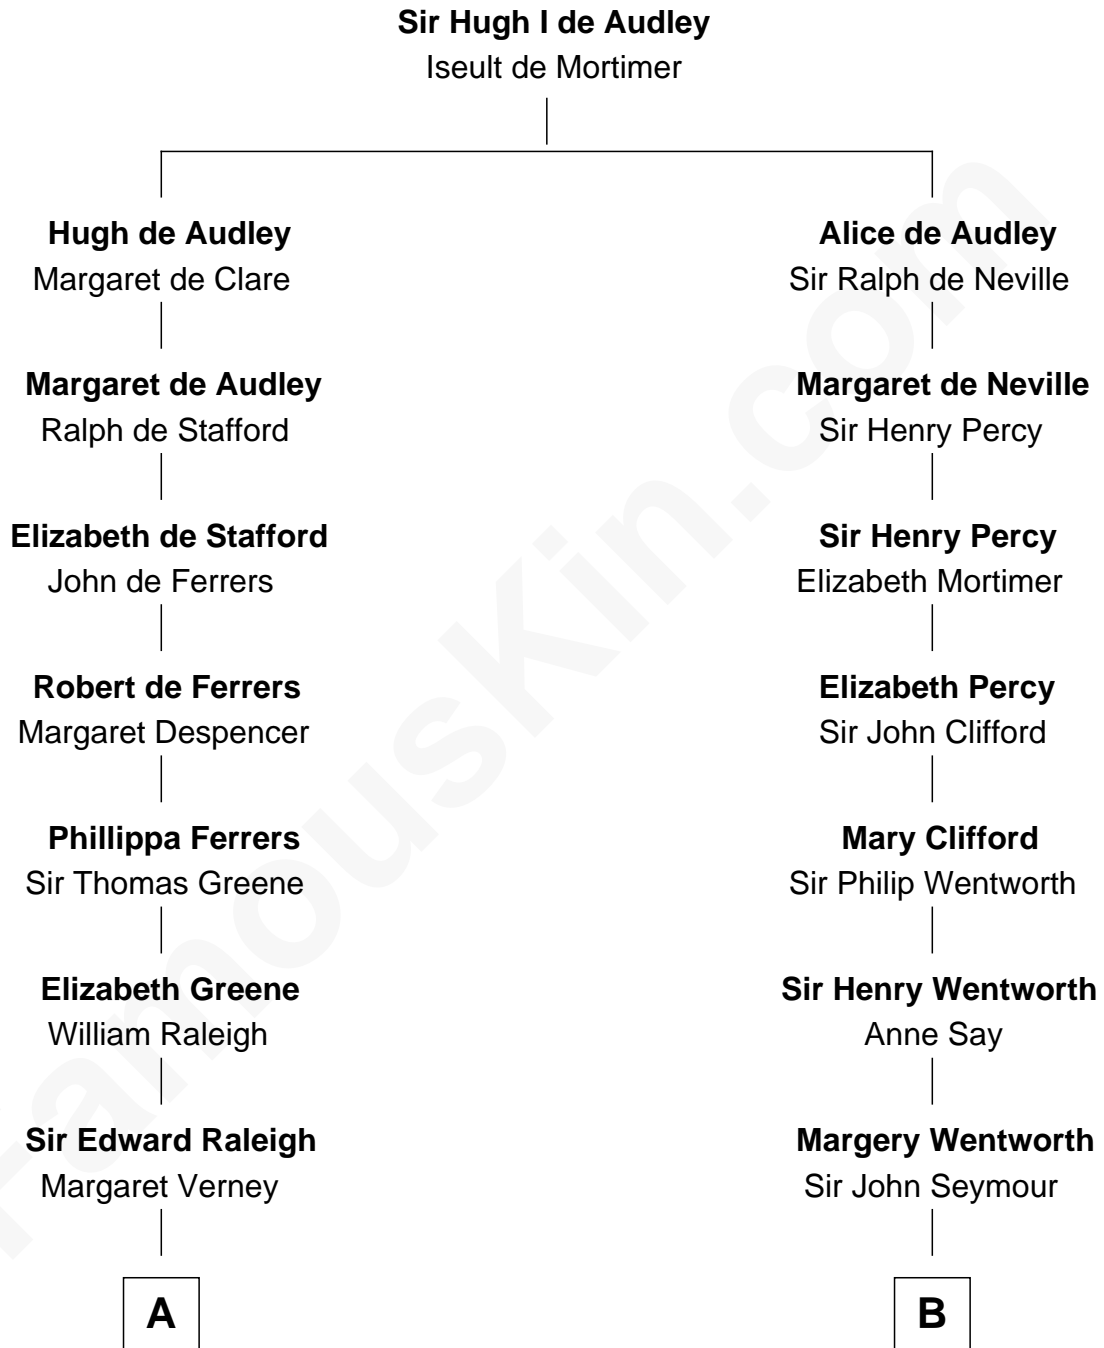 Sir Hugh I de Audley
Iseult de Mortimer
Hugh de Audley
Margaret de Clare
Alice de Audley
Sir Ralph de Neville
Margaret de Audley
Ralph de Stafford
Margaret de Neville
Sir Henry Percy
Elizabeth de Stafford
John de Ferrers
Sir Henry Percy
Elizabeth Mortimer
Robert de Ferrers
Margaret Despencer
Elizabeth Percy
Sir John Clifford
Phillippa Ferrers
Sir Thomas Greene
Mary Clifford
Sir Philip Wentworth
Elizabeth Greene
William Raleigh
Sir Henry Wentworth
Anne Say
Sir Edward Raleigh
Margaret Verney
Margery Wentworth
Sir John Seymour
A
B
FamousKin.com